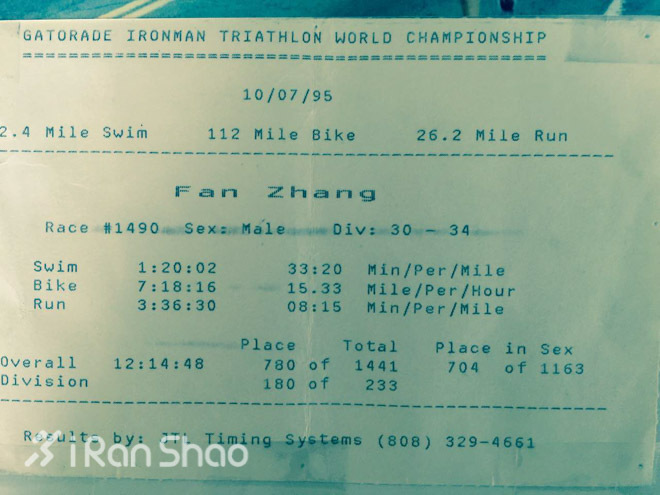 GATORADE IRONMAN TRIATHLON WORLD CHAMPIONSHIP
==============================================
10/07/95
2.4 Mile Swim 112 Mile Bike 26.2 Mile Run
Fan Zhang
Race #1490 Sex: Male Div: 30 - 34
Swim 1:20:02 33:20 Min/Per/Mile
Bike 7:18:16 15.33 Mile/Per/Hour
Run 3:36:30 08:15 Min/Per/Mile
Place Total Place in Sex
Overall 12:14:48 780 of 1441 704 of 1163
Division 180 of 233
Results by: JTL Timing Systems (808) 329-4661
iRanShao